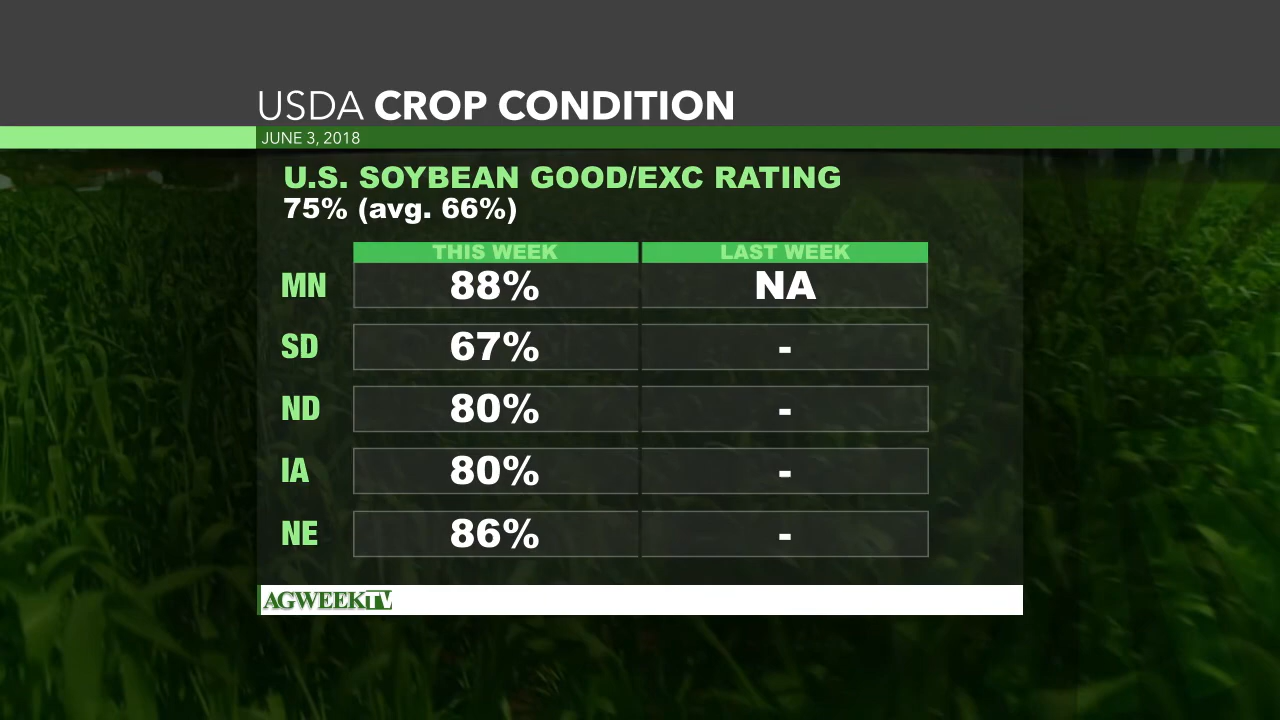 USDA CROP CONDITION
JUNE 3, 2018
U.S. SOYBEAN GOOD/EXC RATING
75% (avg. 66%)
THIS WEEK LAST WEEK
MN 88% NA
SD 67% -
ND 80% -
IA 80% -
NE 86% -
AGWEEKTV